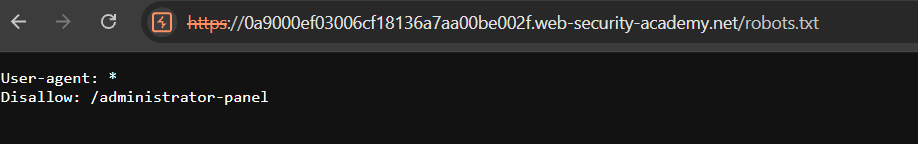 https://0a9000ef03006cf18136a7aa00be002f.web-security-academy.net/robots.txt
User-agent: *
Disallow: /administrator-panel